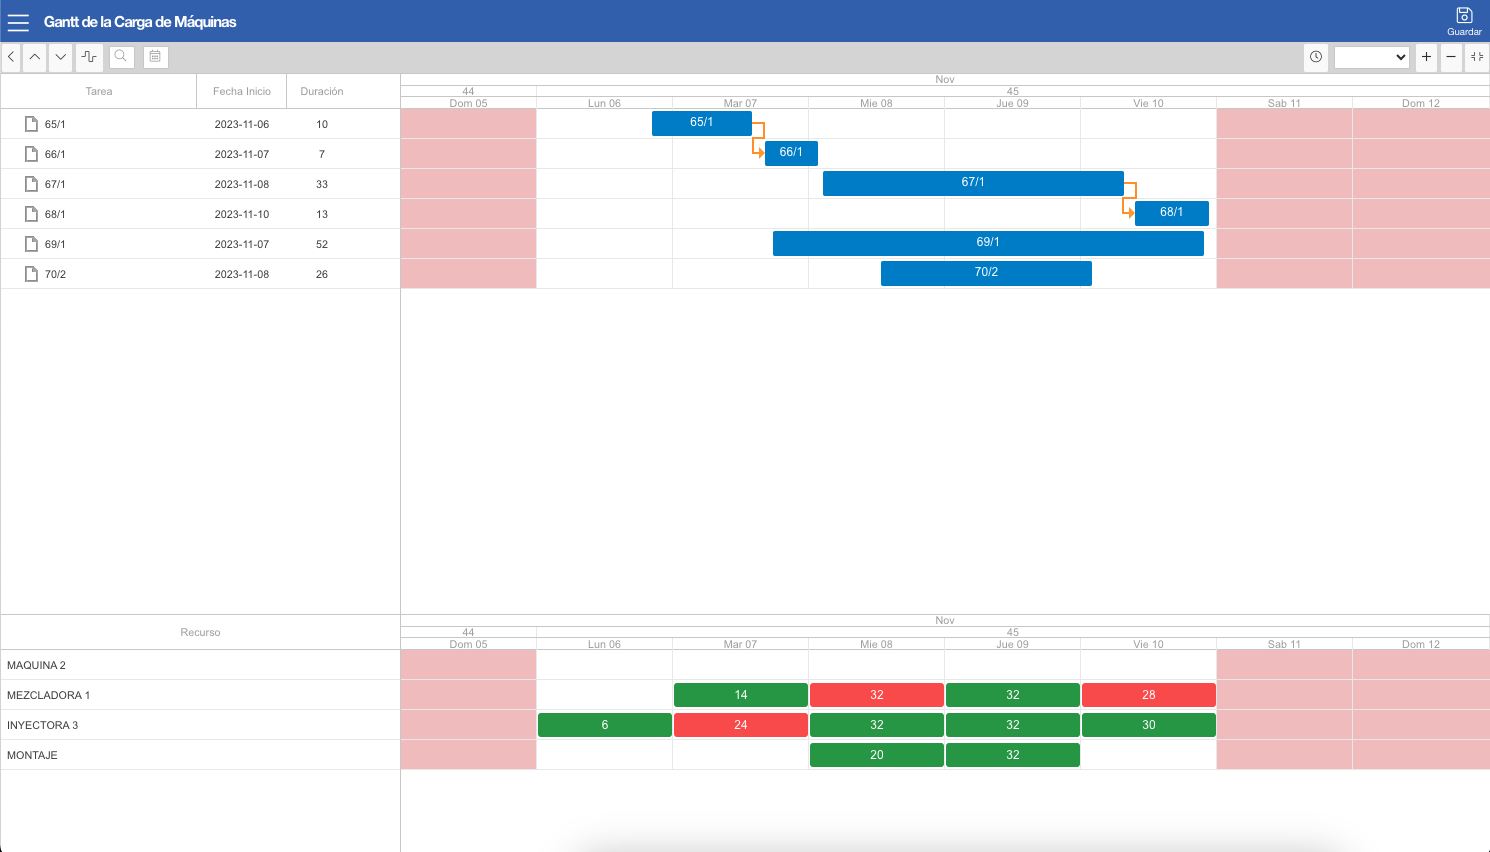 Gantt de la Carga de Máquinas
Guardar
Tarea Fecha Inicio Duración
Nov
44 45
Dom 05 Lun 06 Mar 07 Mie 08 Jue 09 Vie 10 Sab 11 Dom 12
65/1 2023-11-06 10 65/1
66/1 2023-11-07 7 66/1
67/1 2023-11-08 33 67/1
68/1 2023-11-10 13 68/1
69/1 2023-11-07 52 69/1
70/2 2023-11-08 26 70/2
Recurso
Nov
44 45
Dom 05 Lun 06 Mar 07 Mie 08 Jue 09 Vie 10 Sab 11 Dom 12
MAQUINA 2
MEZCLADORA 1 14 32 32 28
INYECTORA 3 6 24 32 32 30
MONTAJE 20 32